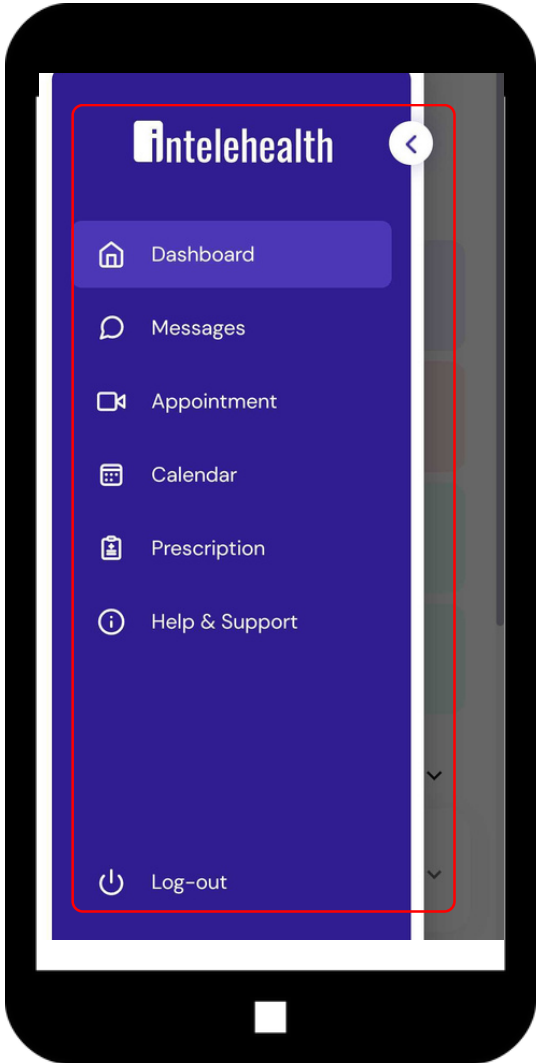 intelehealth
Dashboard
Messages
Appointment
Calendar
Prescription
Help & Support
Log-out